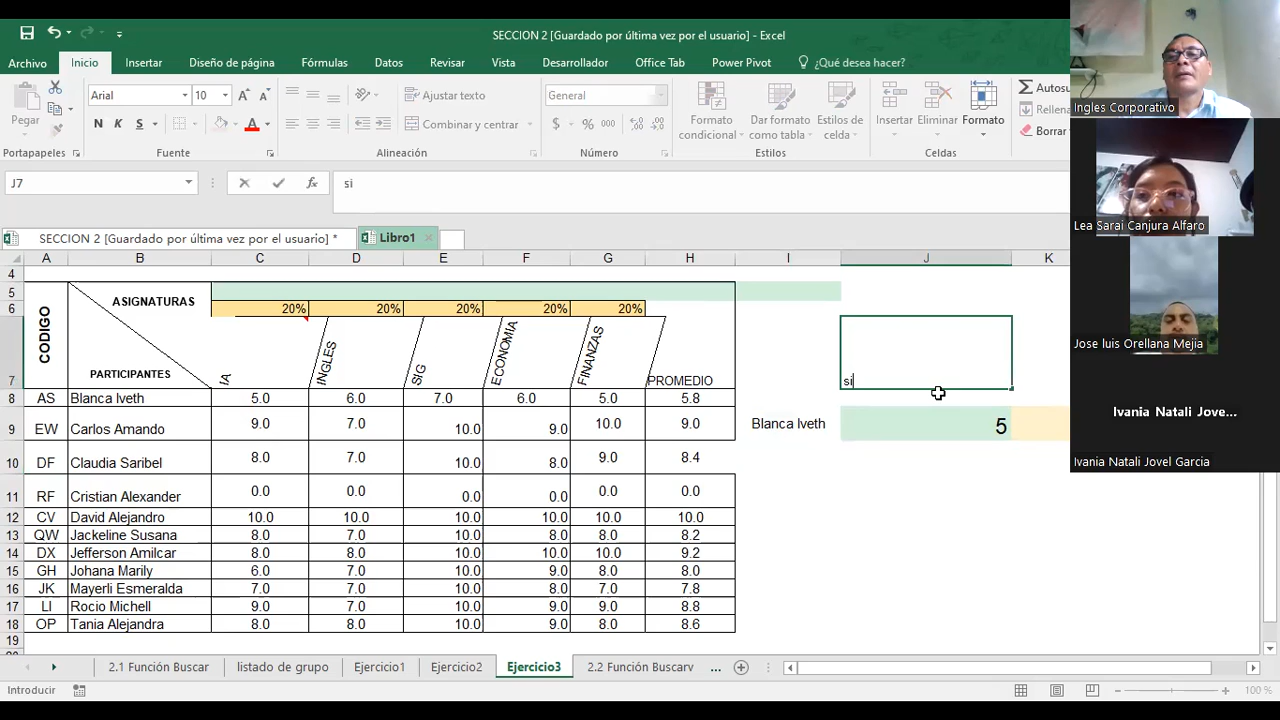 SECCION 2 [Guardado por última vez por el usuario] - Excel
Archivo Inicio Insertar Diseño de página Fórmulas Datos Revisar Vista Desarrollador Office Tab Power Pivot ¿Qué desea hacer?
Pegar
Arial 10
Ajustar texto
Combinar y centrar
General
Formato condicional
Dar formato como tabla
Estilos de celda
Insertar Eliminar Formato
Autosu
Rellena
Borrar
Portapapeles Fuente Alineación Número Estilos Celdas
J7 si
SECCION 2 [Guardado por última vez por el usuario] * Libro1
A B C D E F G H I J K
4
5
6 20% 20% 20% 20% 20%
7 CODIGO ASIGNATURAS PARTICIPANTES IA INGLES SIG ECONOMIA FINANZAS PROMEDIO si
8 AS Blanca Iveth 5.0 6.0 7.0 6.0 5.0 5.8
9 EW Carlos Amando 9.0 7.0 10.0 9.0 10.0 9.0 Blanca Iveth 5
10 DF Claudia Saribel 8.0 7.0 10.0 8.0 9.0 8.4
11 RF Cristian Alexander 0.0 0.0 0.0 0.0 0.0 0.0
12 CV David Alejandro 10.0 10.0 10.0 10.0 10.0 10.0
13 QW Jackeline Susana 8.0 7.0 10.0 8.0 8.0 8.2
14 DX Jefferson Amilcar 8.0 8.0 10.0 10.0 10.0 9.2
15 GH Johana Marily 6.0 7.0 10.0 9.0 8.0 8.0
16 JK Mayerli Esmeralda 7.0 7.0 10.0 8.0 7.0 7.8
17 LI Rocio Michell 9.0 7.0 10.0 9.0 9.0 8.8
18 OP Tania Alejandra 8.0 8.0 10.0 9.0 8.0 8.6
19
2.1 Función Buscar listado de grupo Ejercicio1 Ejercicio2 Ejercicio3 2.2 Función Buscarv ...
Introducir 100 %
Ingles Corporativo
Lea Sarai Canjura Alfaro
Jose luis Orellana Mejia
Ivania Natali Jove...
Ivania Natali Jovel Garcia